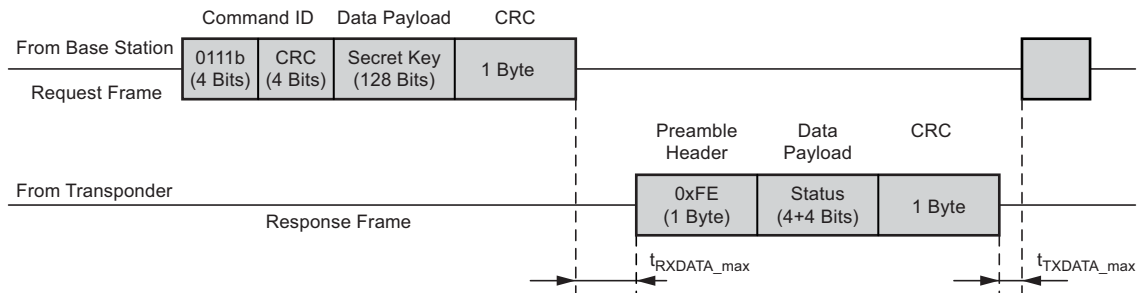 Command ID Data Payload CRC
From Base Station
0111b
(4 Bits)
CRC
(4 Bits)
Secret Key
(128 Bits)
1 Byte
Request Frame
Preamble
Header
Data
Payload
CRC
From Transponder
0xFE
(1 Byte)
Status
(4+4 Bits)
1 Byte
Response Frame
tRXDATA_max
tTXDATA_max